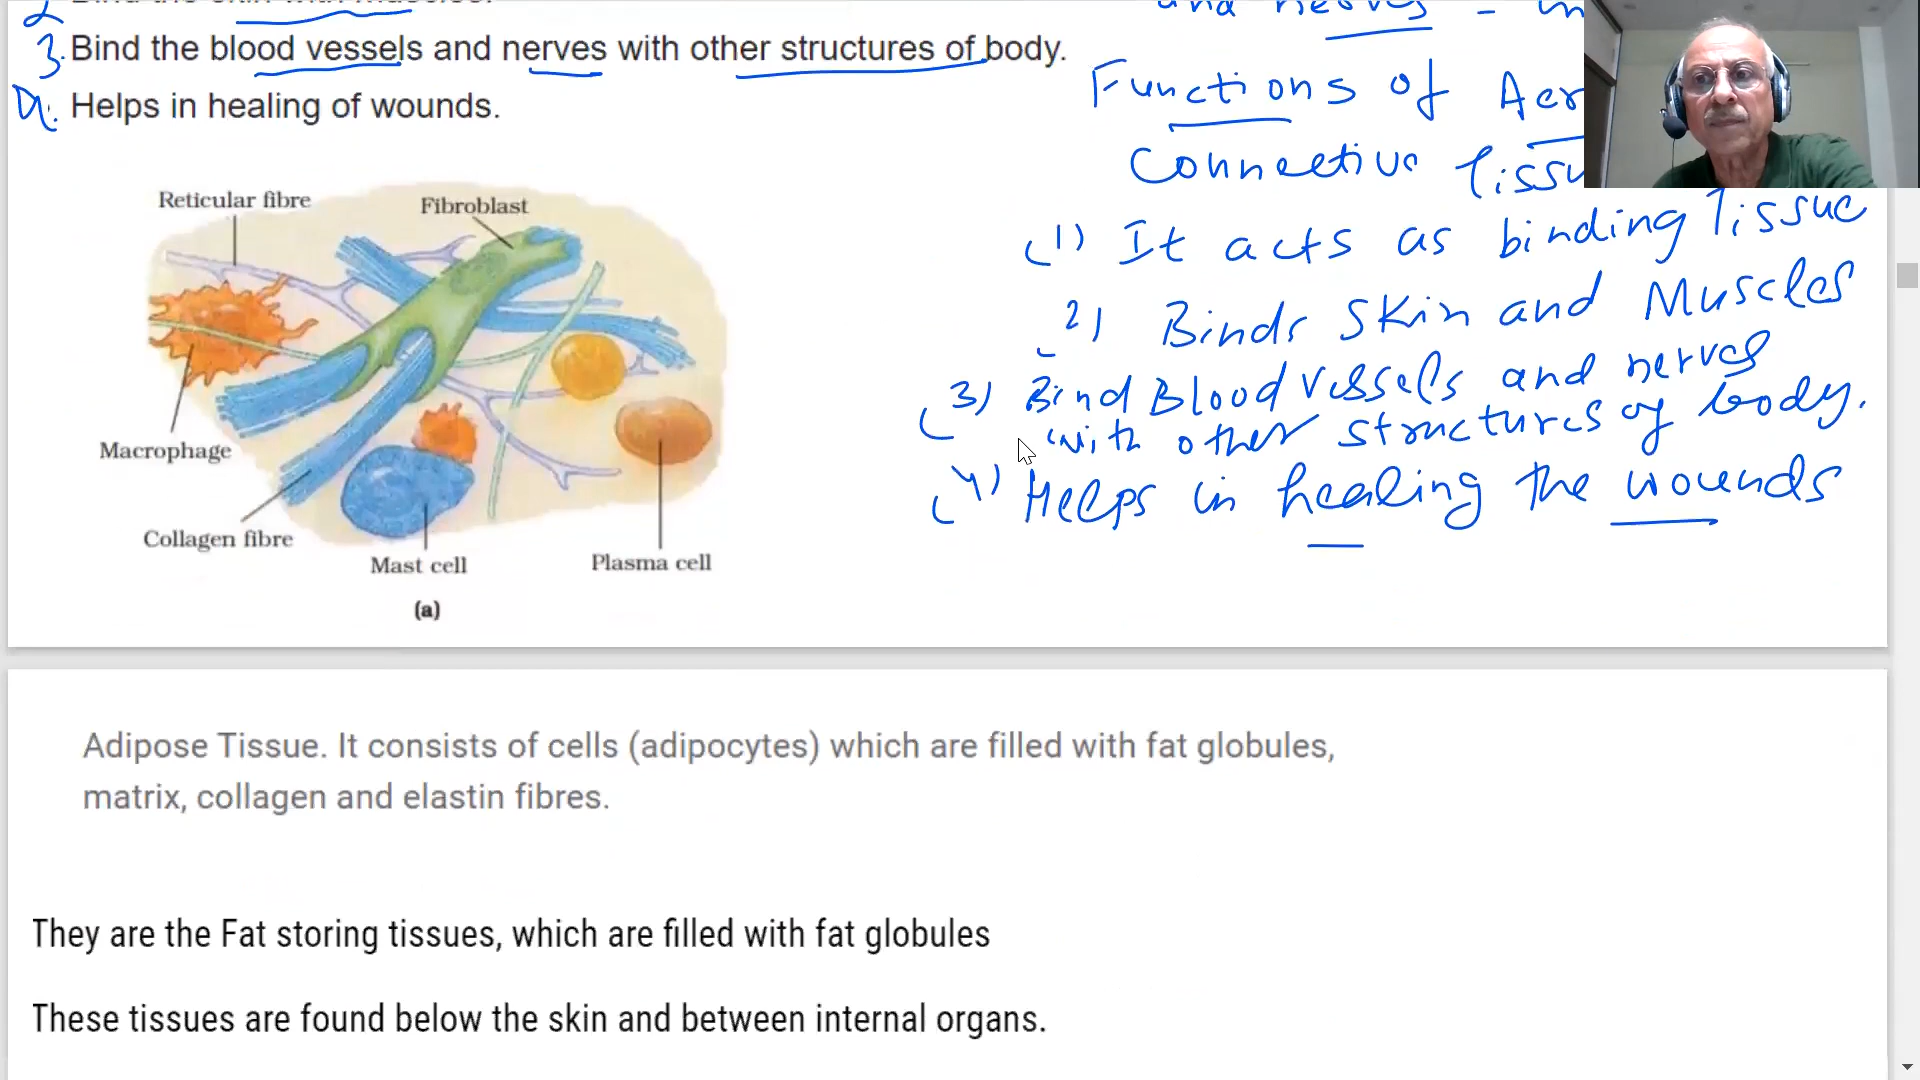 3. Bind the blood vessels and nerves with other structures of body.
4. Helps in healing of wounds.
Reticular fibre
Fibroblast
Macrophage
Collagen fibre
Mast cell
Plasma cell
(a)
and nerves - in
Functions of Aer
Connective Tissu
(1) It acts as binding Tissue
(2) Binds Skin and Muscles
(3) Bind Blood Vessels and nerves
with other structures of body.
(4) Helps in healing the wounds
Adipose Tissue. It consists of cells (adipocytes) which are filled with fat globules,
matrix, collagen and elastin fibres.
They are the Fat storing tissues, which are filled with fat globules
These tissues are found below the skin and between internal organs.